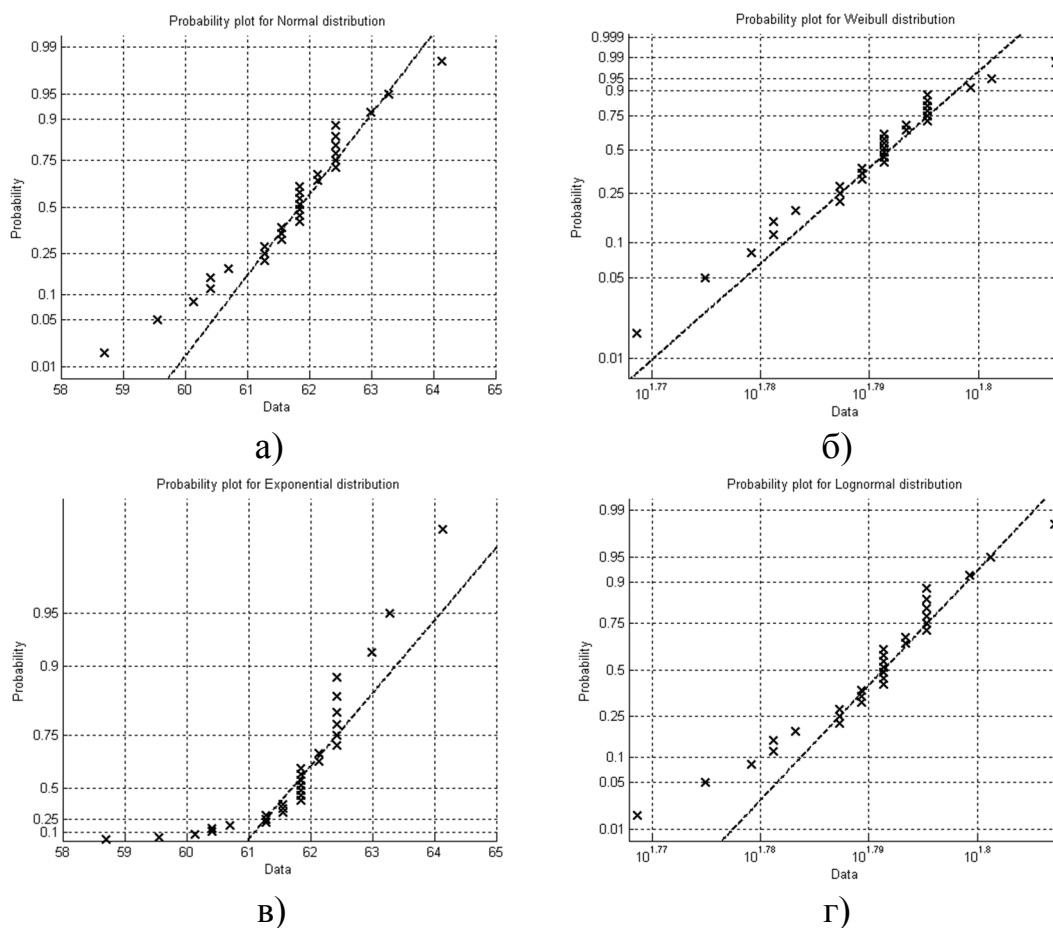 Probability plot for Normal distribution
0.99
0.95
0.9
0.75
0.5
0.25
0.1
0.05
0.01
Probability
58 59 60 61 62 63 64 65
Data
а)
Probability plot for Weibull distribution
0.999
0.99
0.95
0.9
0.75
0.5
0.25
0.1
0.05
0.01
Probability
10^1.77 10^1.78 10^1.79 10^1.8
Data
б)
Probability plot for Exponential distribution
0.95
0.9
0.75
0.5
0.25
0.1
Probability
58 59 60 61 62 63 64 65
Data
в)
Probability plot for Lognormal distribution
0.99
0.95
0.9
0.75
0.5
0.25
0.1
0.05
0.01
Probability
10^1.77 10^1.78 10^1.79 10^1.8
Data
г)